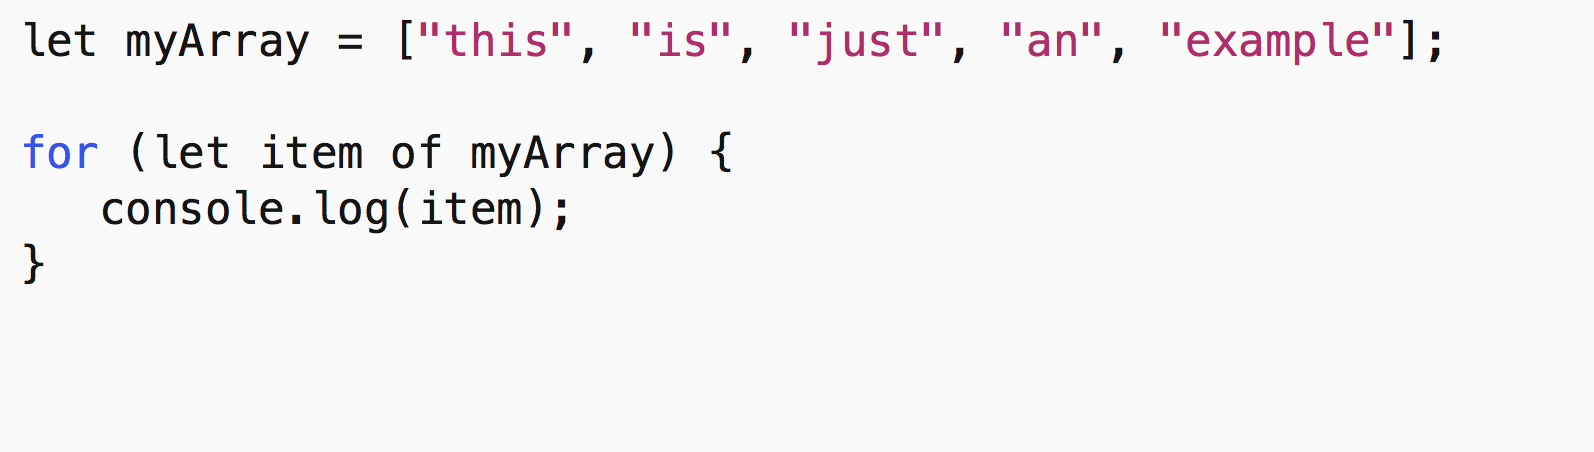 let myArray = ["this", "is", "just", "an", "example"];
for (let item of myArray) {
   console.log(item);
}